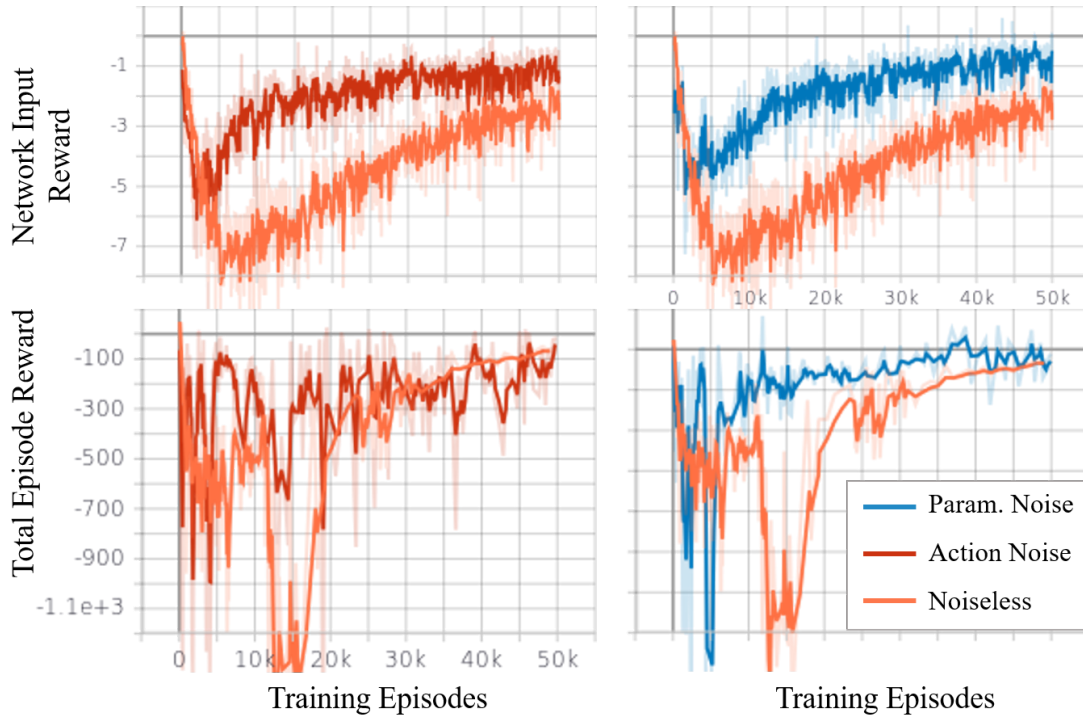 Network Input
Reward
-1
-3
-5
-7
0 10k 20k 30k 40k 50k
Total Episode Reward
-100
-300
-500
-700
-900
-1.1e+3
0 10k 20k 30k 40k 50k
Param. Noise
Action Noise
Noiseless
Training Episodes
Training Episodes